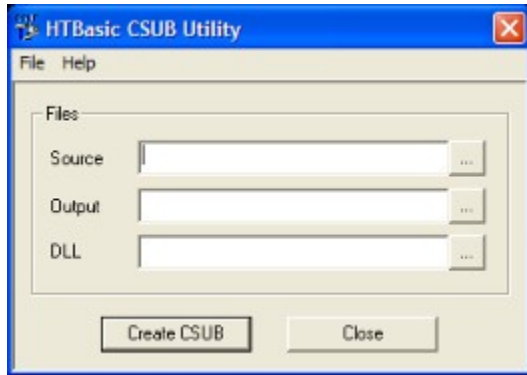 HTBasic CSUB Utility
File Help
Files
Source ...
Output ...
DLL ...
Create CSUB Close